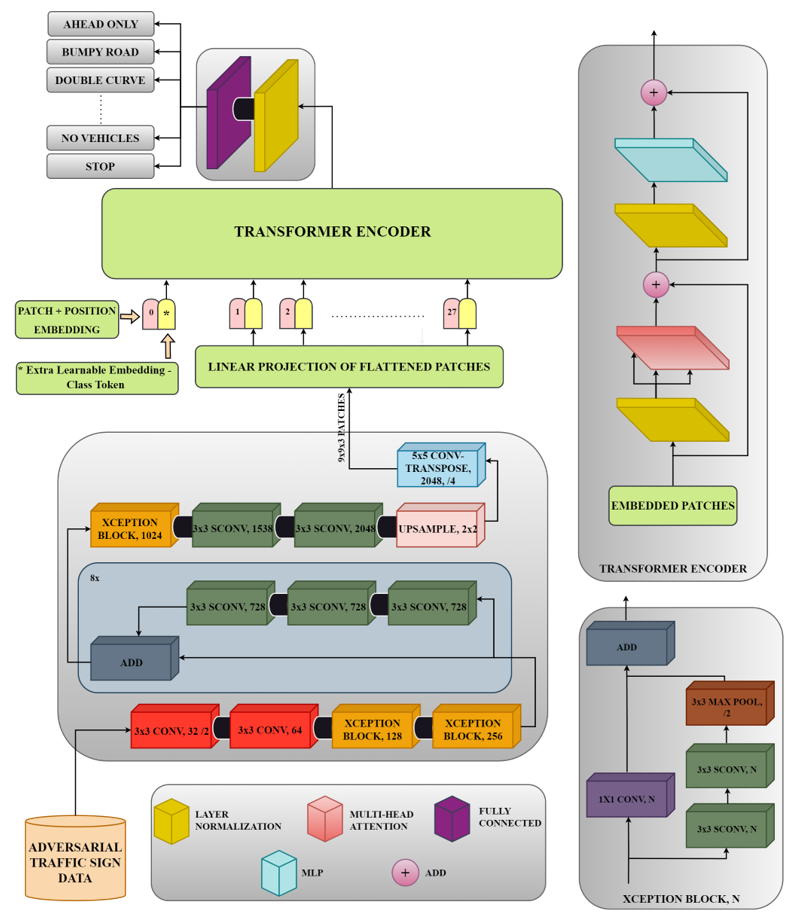 AHEAD ONLY
BUMPY ROAD
DOUBLE CURVE
NO VEHICLES
STOP
TRANSFORMER ENCODER
PATCH + POSITION
EMBEDDING
0
*
1
2
27
* Extra Learnable Embedding -
Class Token
LINEAR PROJECTION OF FLATTENED PATCHES
9x9x3 PATCHES
5x5 CONV-
TRANSPOSE,
2048, /4
XCEPTION
BLOCK, 1024
3x3 SCONV, 1538
3x3 SCONV, 2048
UPSAMPLE, 2x2
8x
3x3 SCONV, 728
3x3 SCONV, 728
3x3 SCONV, 728
ADD
3x3 CONV, 32 /2
3x3 CONV, 64
XCEPTION
BLOCK, 128
XCEPTION
BLOCK, 256
ADVERSARIAL
TRAFFIC SIGN
DATA
LAYER
NORMALIZATION
MULTI-HEAD
ATTENTION
FULLY
CONNECTED
MLP
+
ADD
+
+
EMBEDDED PATCHES
TRANSFORMER ENCODER
ADD
3x3 MAX POOL,
/2
3x3 SCONV, N
1X1 CONV, N
3x3 SCONV, N
XCEPTION BLOCK, N